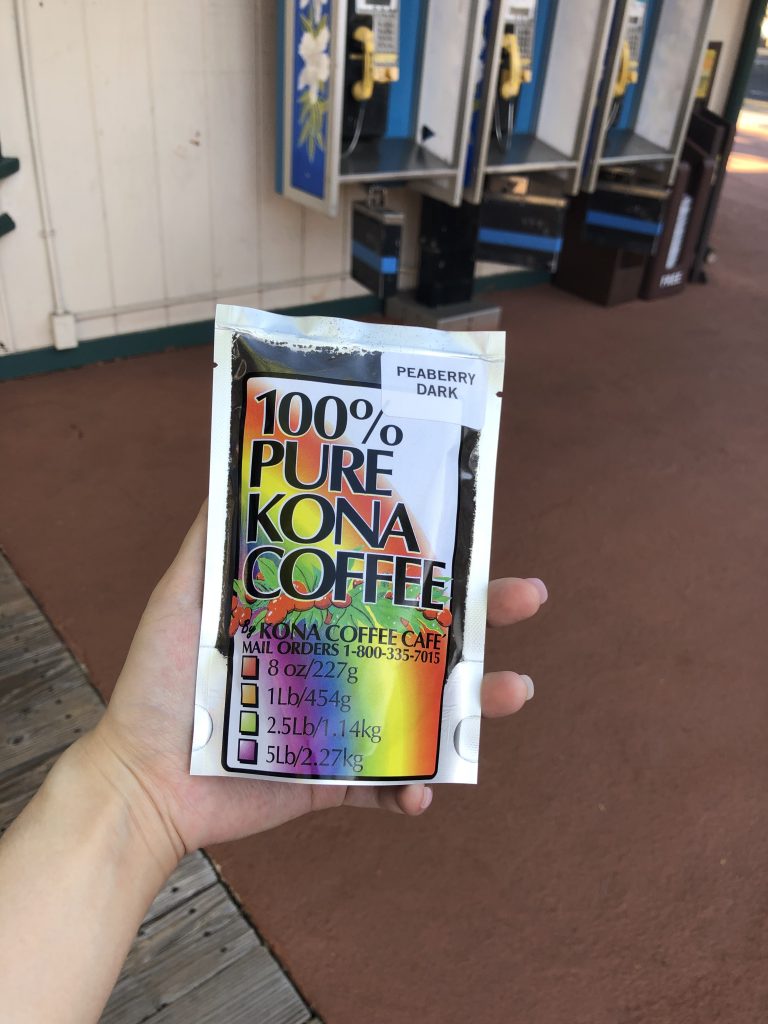 PEABERRY
DARK
100%
PURE
KONA
COFFEE
By KONA COFFEE CAFE'
MAIL ORDERS 1-800-335-7015
8 oz/227g
1Lb/454g
2.5Lb/1.14kg
5Lb/2.27kg
FREE